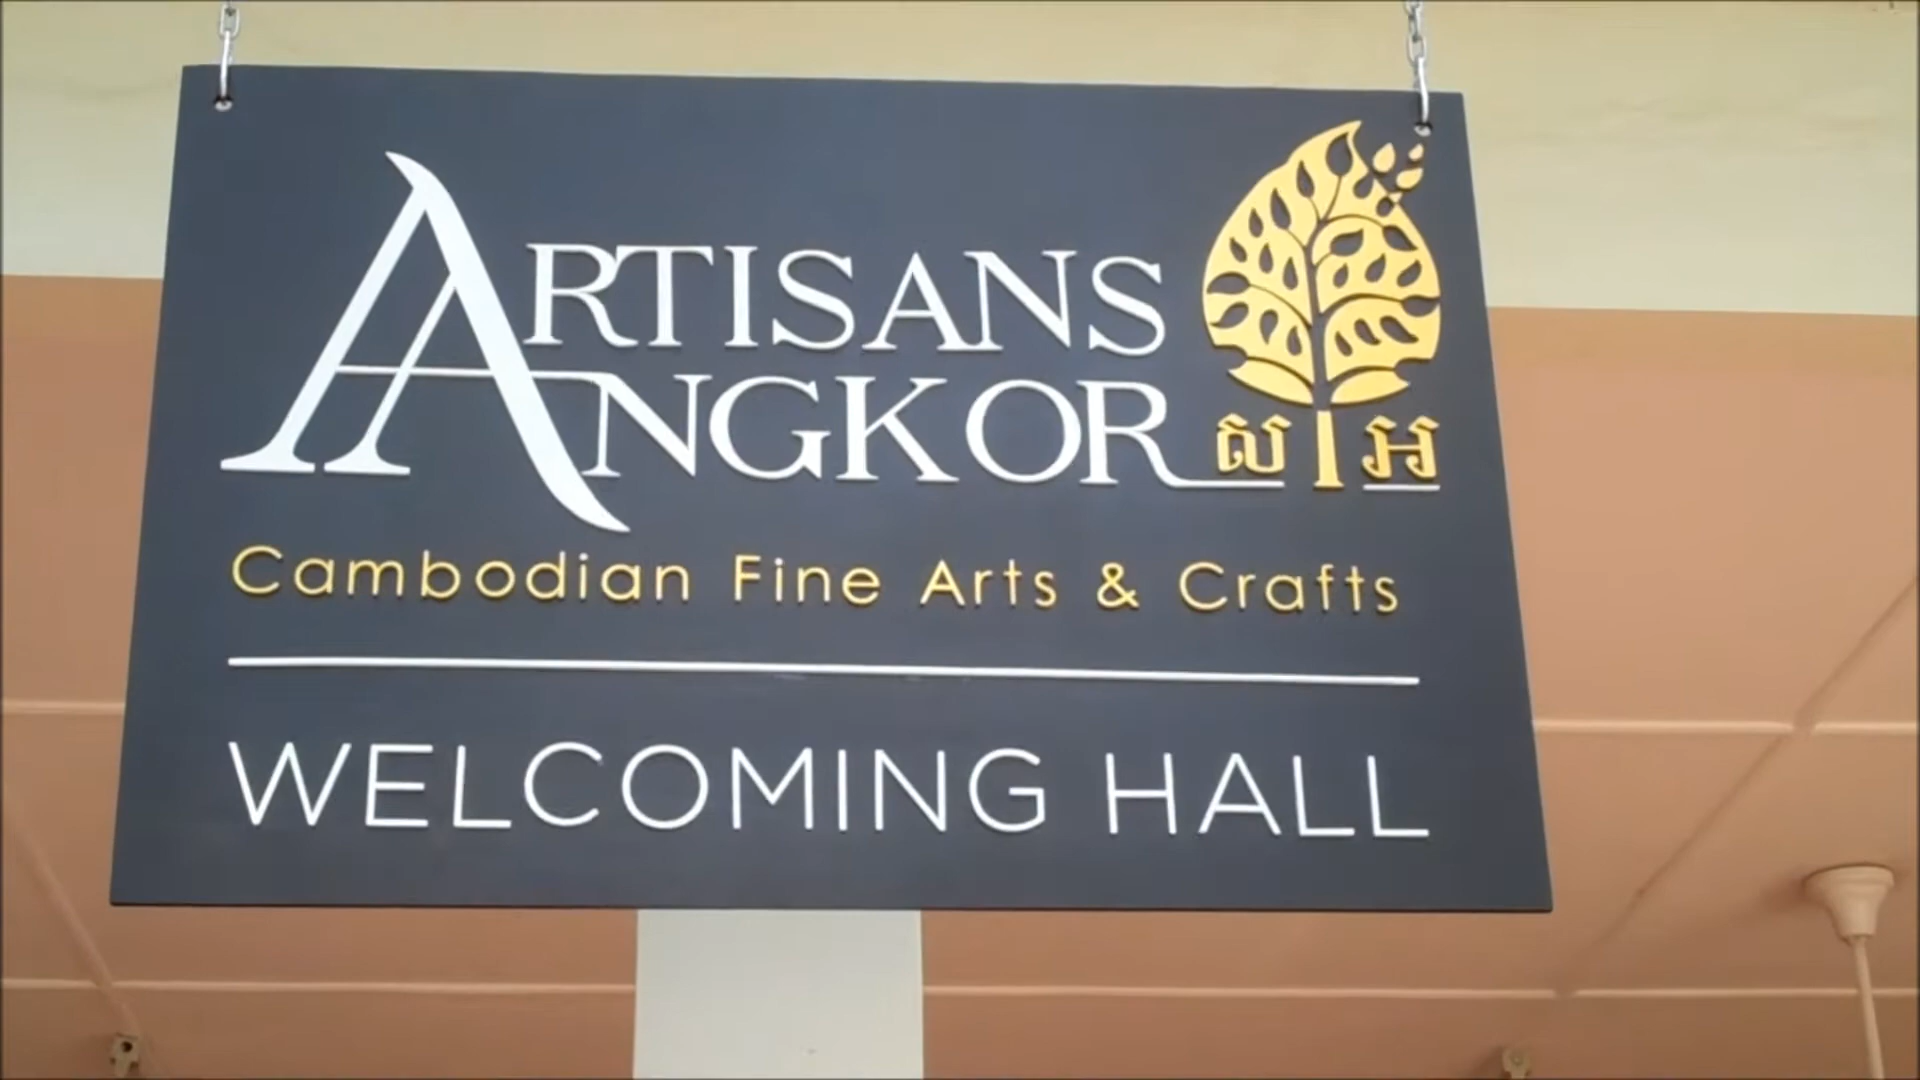 ARTISANS
ANGKOR
ស អ
Cambodian Fine Arts & Crafts
WELCOMING HALL